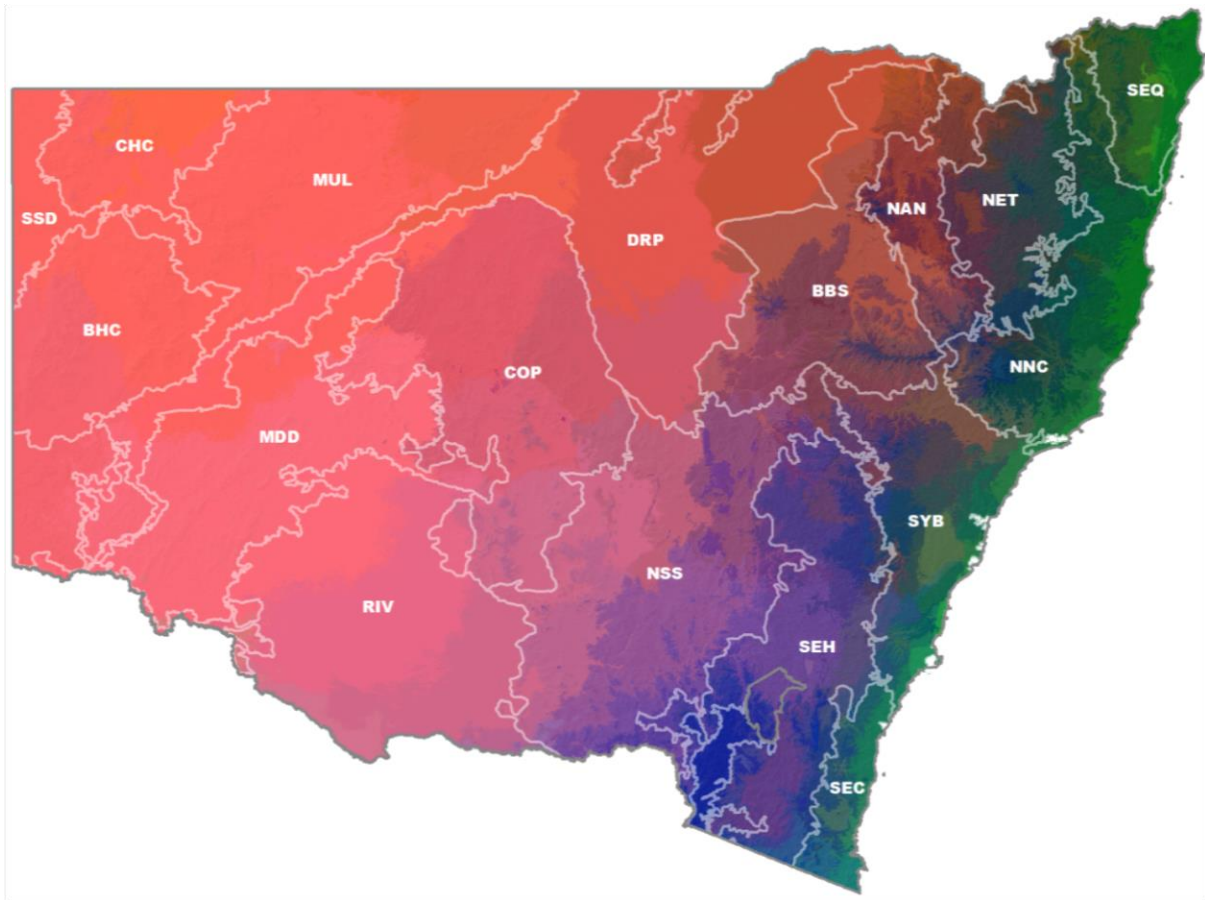 SEQ
CHC
MUL
NAN
NET
SSD
DRP
BBS
BHC
NNC
COP
MDD
SYB
NSS
RIV
SEH
SEC